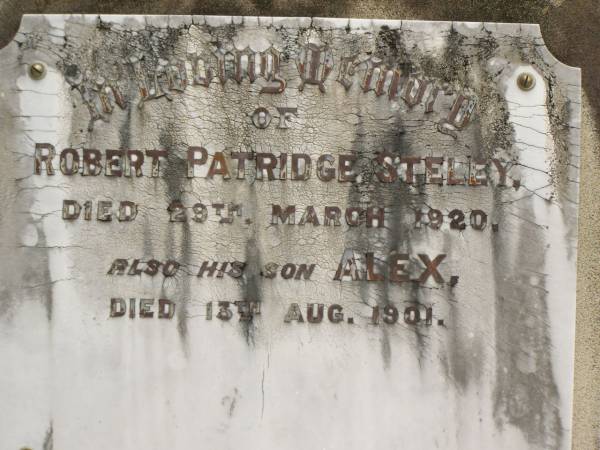 In Loving Memory
OF
ROBERT PATRIDGE STELEY,
DIED 29TH. MARCH 1920.
ALSO HIS SON ALEX,
DIED 13TH AUG. 1901.